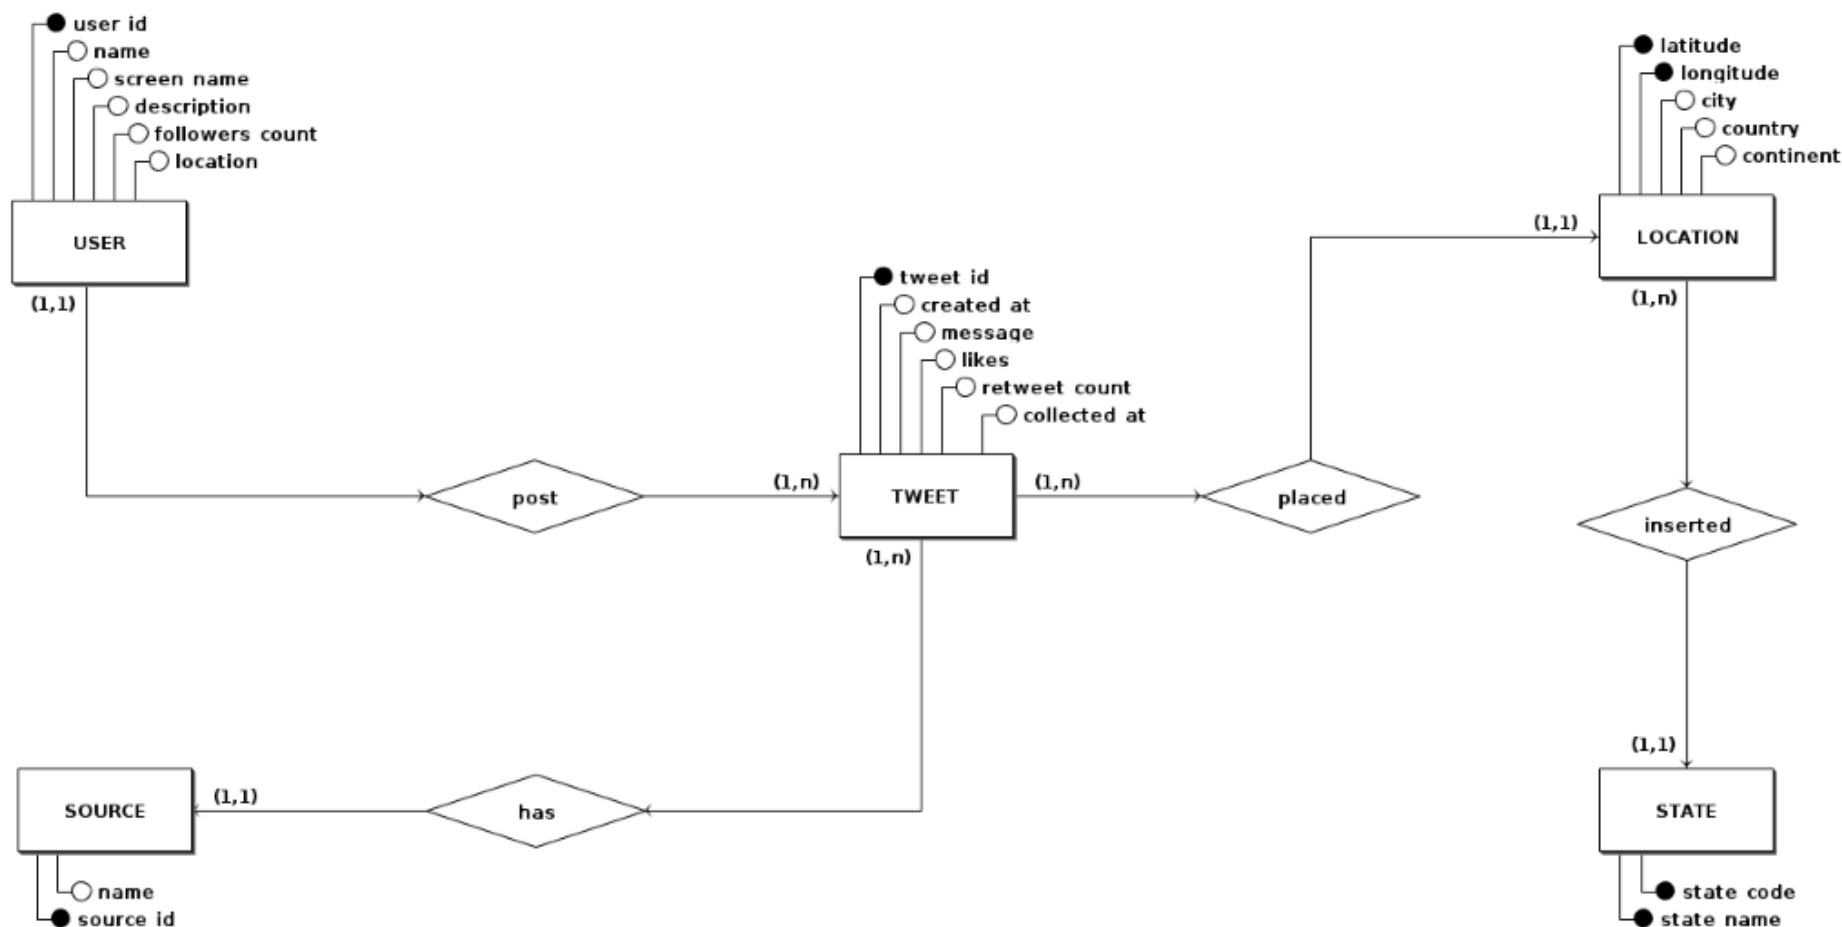 user id
name
screen name
description
followers count
location
USER
(1,1)
latitude
longitude
city
country
continent
(1,1)
LOCATION
(1,n)
tweet id
created at
message
likes
retweet count
collected at
post
(1,n)
TWEET
(1,n)
placed
(1,n)
inserted
(1,1)
SOURCE
(1,1)
has
STATE
name
source id
state code
state name